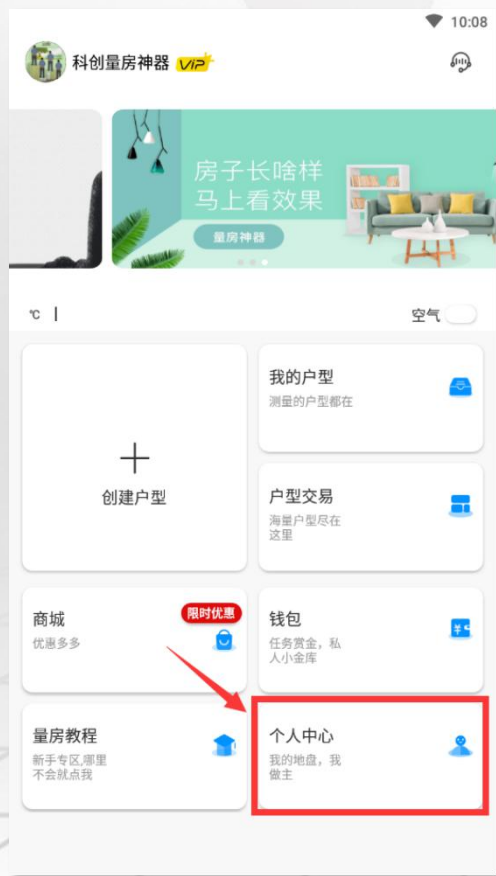 10:08
科创量房神器 VIP
房子长啥样
马上看效果
量房神器
℃ |
空气
我的户型
测量的户型都在
创建户型
户型交易
海量户型尽在
这里
商城
限时优惠
优惠多多
钱包
任务赏金，私
人小金库
量房教程
新手专区,哪里
不会就点我
个人中心
我的地盘，我
做主